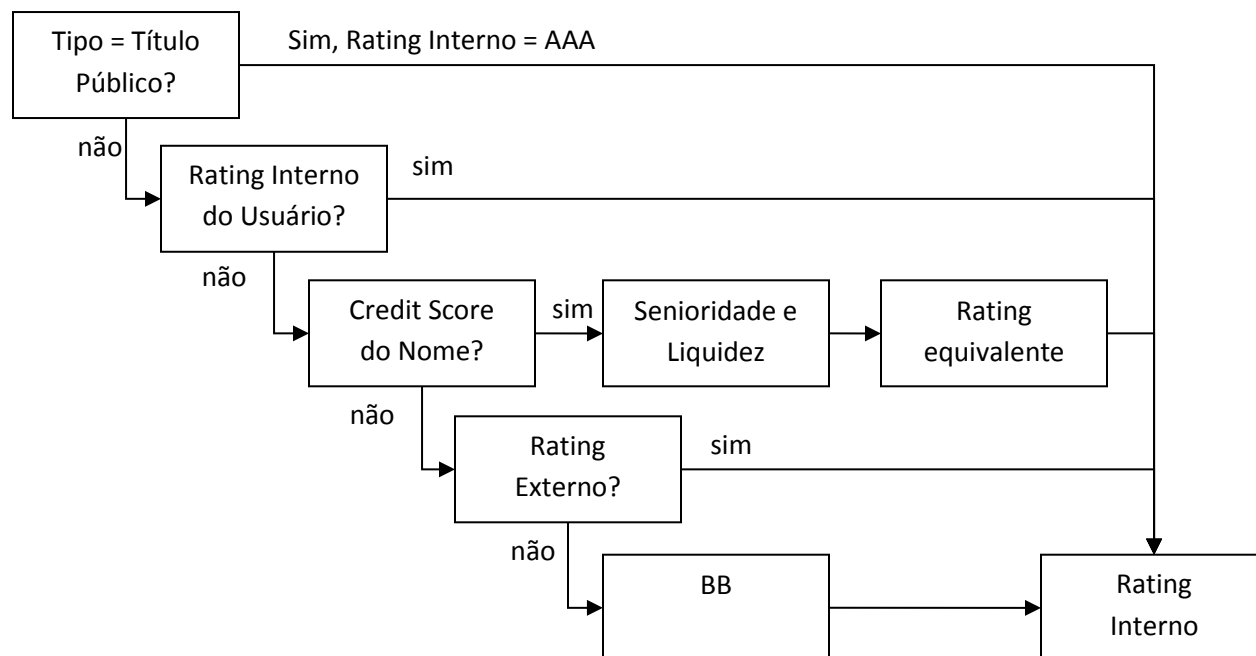 Tipo = Título
Público?
Sim, Rating Interno = AAA
não
Rating Interno
do Usuário?
sim
não
Credit Score
do Nome?
sim
Senioridade e
Liquidez
Rating
equivalente
não
Rating
Externo?
sim
não
BB
Rating
Interno